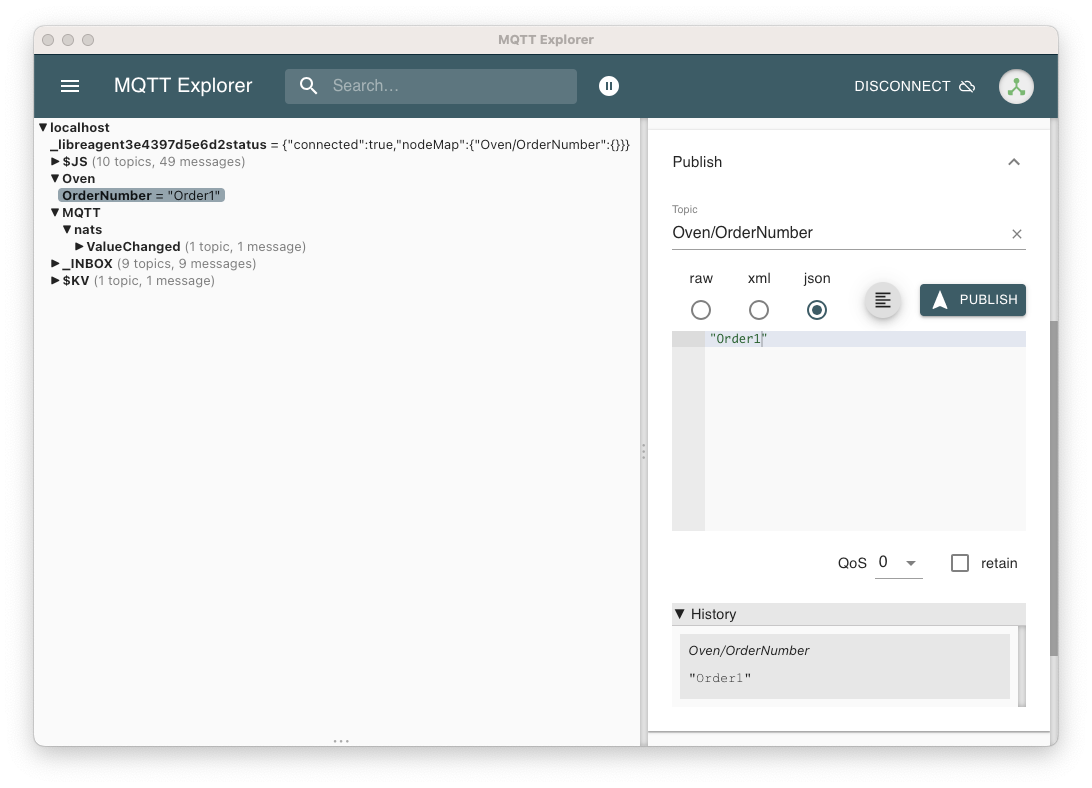 MQTT Explorer
MQTT Explorer
Search...
DISCONNECT
▼localhost
_libreagent3e4397d5e6d2status = {"connected":true,"nodeMap":{"Oven/OrderNumber":{}}}
▶$JS (10 topics, 49 messages)
▼Oven
OrderNumber = "Order1"
▼MQTT
▼nats
▶ValueChanged (1 topic, 1 message)
▶_INBOX (9 topics, 9 messages)
▶$KV (1 topic, 1 message)
Publish
Topic
Oven/OrderNumber
raw xml json
PUBLISH
"Order1"
QoS 0 retain
▼ History
Oven/OrderNumber
"Order1"